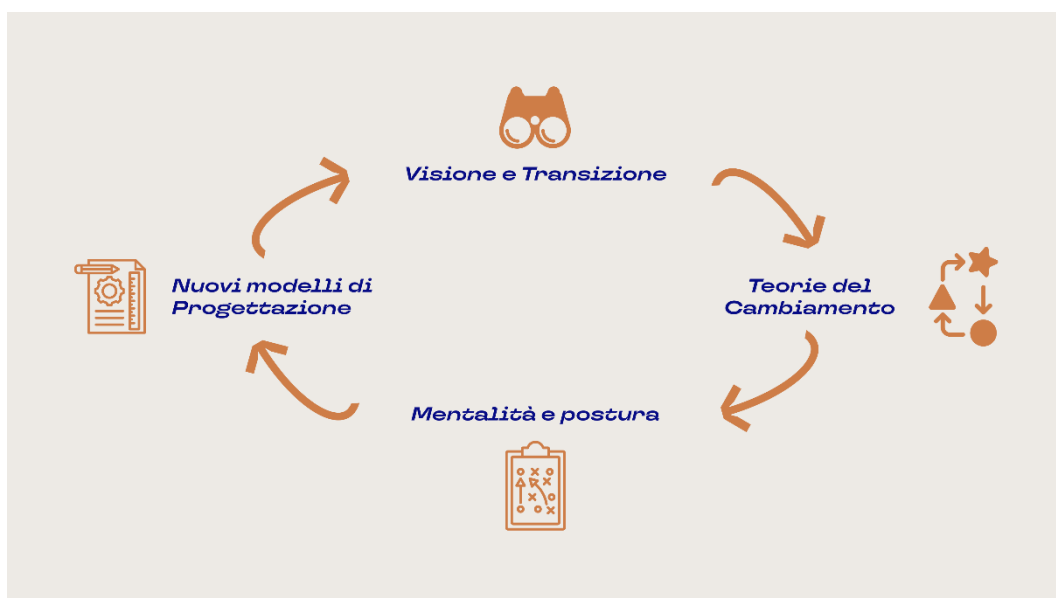 Visione e Transizione
Nuovi modelli di
Progettazione
Teorie del
Cambiamento
Mentalità e postura